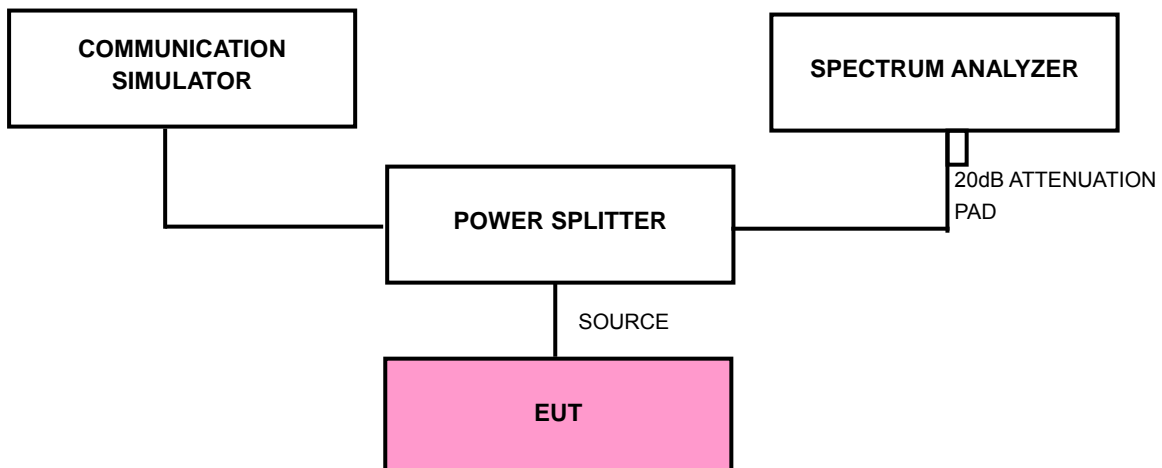 COMMUNICATION
SIMULATOR
SPECTRUM ANALYZER
20dB ATTENUATION
PAD
POWER SPLITTER
SOURCE
EUT